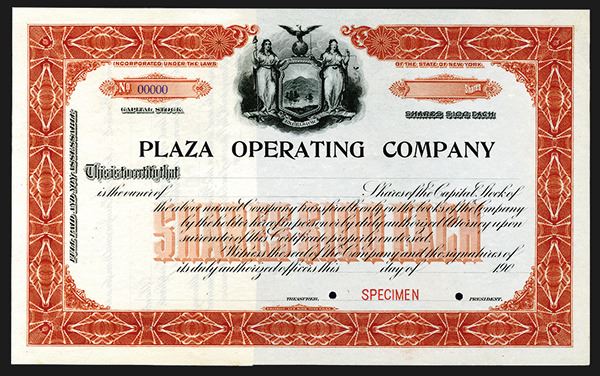 INCORPORATED UNDER THE LAWS
OF THE STATE OF NEW YORK.
No 00000
Shares
EXCELSIOR
CAPITAL STOCK
SHARES $100 EACH
PLAZA OPERATING COMPANY
This is to certify that
is the owner of Shares of the Capital Stock of
the above named Company transferable only on the books of the Company
by the holder hereof in person or by duly authorized Attorney upon
surrender of this Certificate properly endorsed.
Witness the seal of the Company and the signatures of
its duly authorized officers this day of 190
SHARES $100 EACH
FULL PAID AND NON-ASSESSABLE
TREASURER. SPECIMEN PRESIDENT.